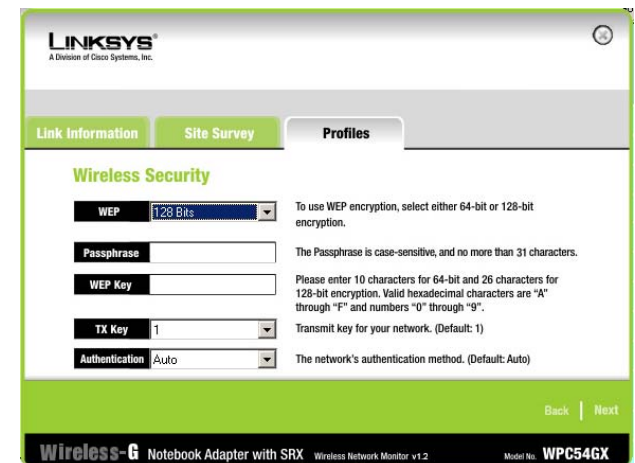 LINKSYS®
A Division of Cisco Systems, Inc.
Link Information Site Survey Profiles
Wireless Security
WEP 128 Bits To use WEP encryption, select either 64-bit or 128-bit
encryption.
Passphrase The Passphrase is case-sensitive, and no more than 31 characters.
WEP Key Please enter 10 characters for 64-bit and 26 characters for
128-bit encryption. Valid hexadecimal characters are “A”
through “F” and numbers “0” through “9”.
TX Key 1 Transmit key for your network. (Default: 1)
Authentication Auto The network’s authentication method. (Default: Auto)
Back | Next
Wireless-G Notebook Adapter with SRX Wireless Network Monitor v1.2 Model No. WPC54GX